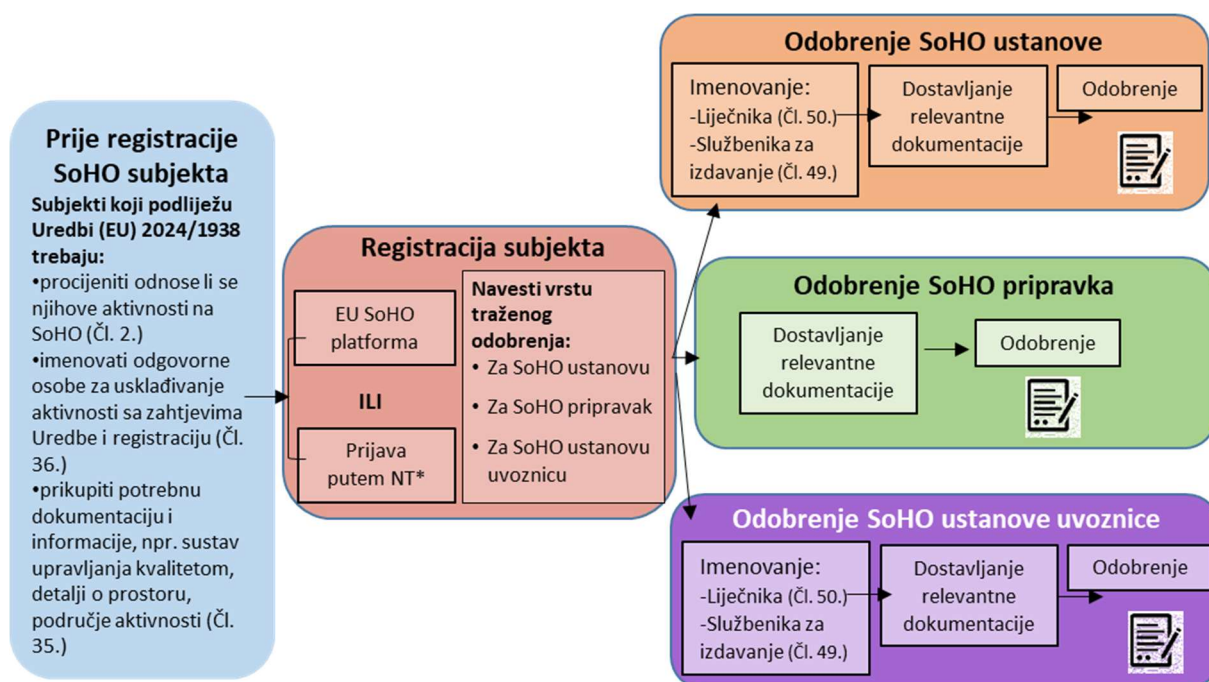 Prije registracije
SoHO subjekta
Subjekti koji podliježu
Uredbi (EU) 2024/1938
trebaju:
•procijeniti odnose li se
njihove aktivnosti na
SoHO (Čl. 2.)
•imenovati odgovorne
osobe za usklađivanje
aktivnosti sa zahtjevima
Uredbe i registraciju (Čl.
36.)
•prikupiti potrebnu
dokumentaciju i
informacije, npr. sustav
upravljanja kvalitetom,
detalji o prostoru,
područje aktivnosti (Čl.
35.)
Registracija subjekta
EU SoHO
platforma
ILI
Prijava
putem NT*
Navesti vrstu
traženog
odobrenja:
• Za SoHO ustanovu
• Za SoHO pripravak
• Za SoHO ustanovu
uvoznicu
Odobrenje SoHO ustanove
Imenovanje:
-Liječnika (Čl. 50.)
-Službenika za
izdavanje (Čl. 49.)
Dostavljanje
relevantne
dokumentacije
Odobrenje
Odobrenje SoHO pripravka
Dostavljanje
relevantne
dokumentacije
Odobrenje
Odobrenje SoHO ustanove uvoznice
Imenovanje:
-Liječnika (Čl. 50.)
-Službenika za
izdavanje (Čl. 49.)
Dostavljanje
relevantne
dokumentacije
Odobrenje